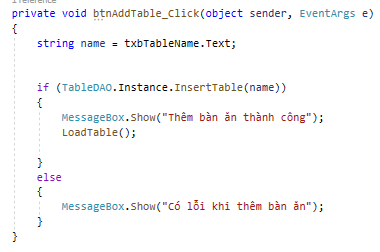 1 reference
private void btnAddTable_Click(object sender, EventArgs e)
{
string name = txbTableName.Text;
if (TableDAO.Instance.InsertTable(name))
{
MessageBox.Show("Thêm bàn ăn thành công");
LoadTable();
}
else
{
MessageBox.Show("Có lỗi khi thêm bàn ăn");
}
}